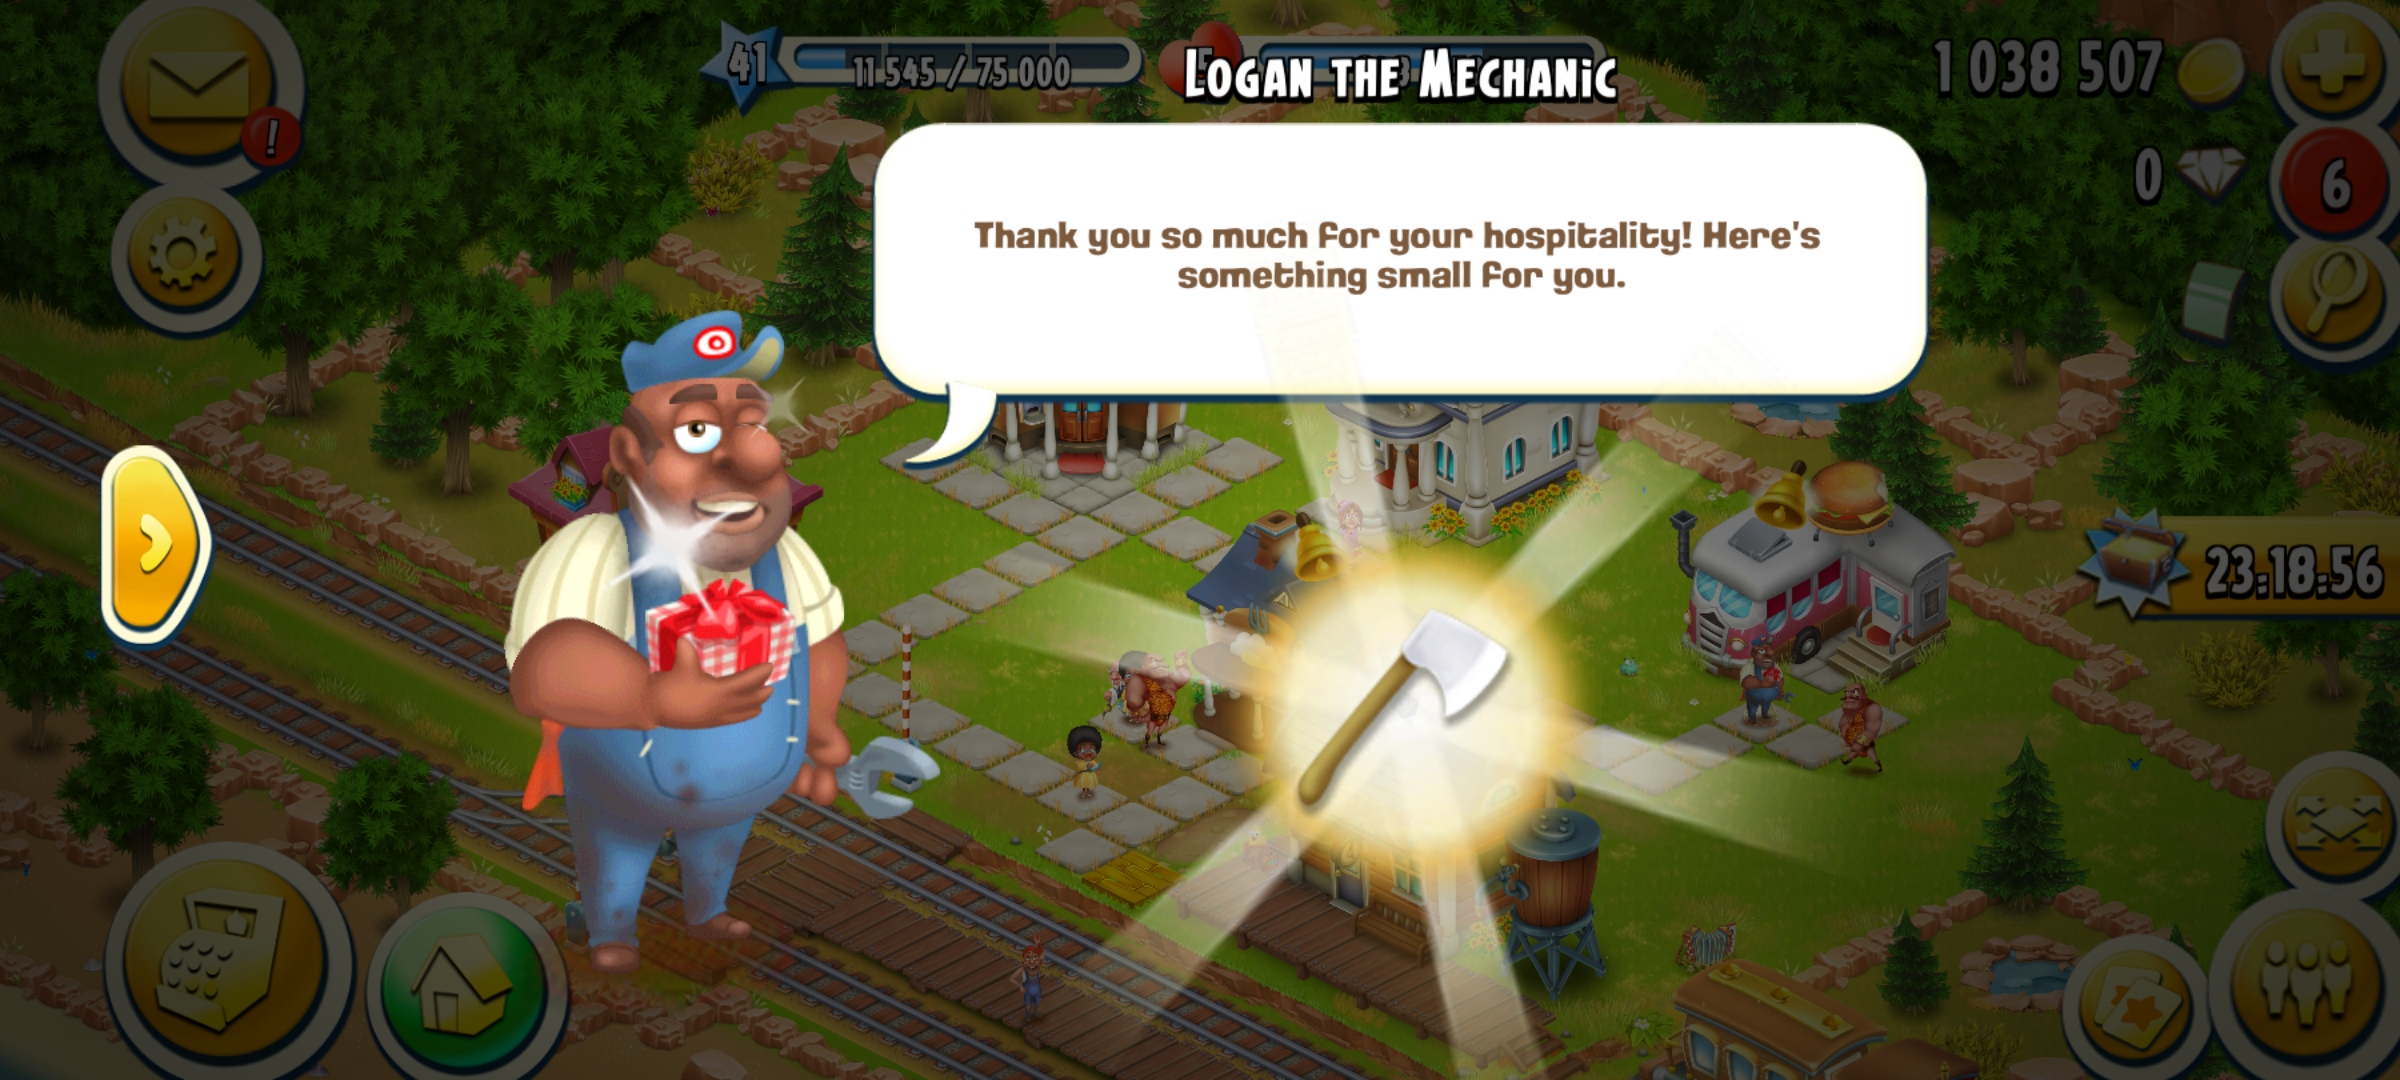 41
11 545 / 75 000
Logan the Mechanic
1 038 507
0
6
!
Thank you so much for your hospitality! Here's
something small for you.
23:18:56